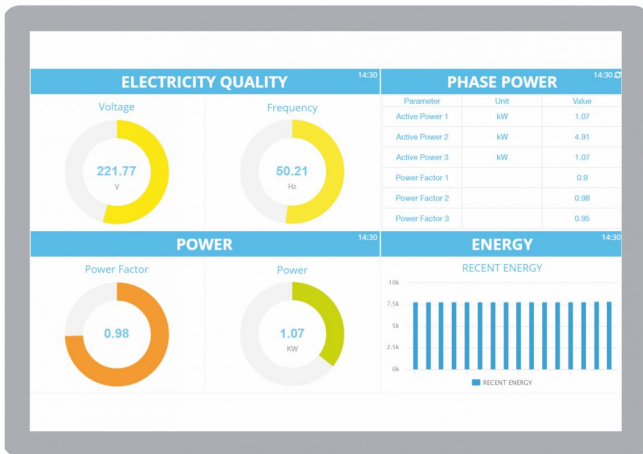 ELECTRICITY QUALITY 14:30
Voltage
221.77
V
Frequency
50.21
Hz
PHASE POWER 14:30
Parameter Unit Value
Active Power 1 kW 1.07
Active Power 2 kW 4.91
Active Power 3 kW 1.07
Power Factor 1 0.9
Power Factor 2 0.98
Power Factor 3 0.95
POWER 14:30
Power Factor
0.98
Power
1.07
KW
ENERGY 14:30
RECENT ENERGY
10k
7.5k
5k
2.5k
0k
RECENT ENERGY